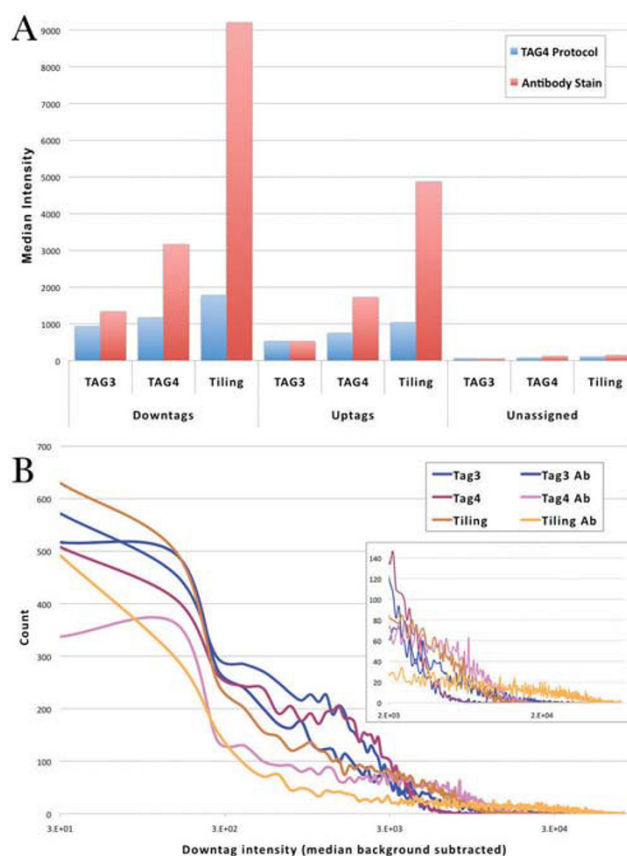 A
9000
8000
7000
6000
5000
4000
3000
2000
1000
0
Median Intensity
TAG4 Protocol
Antibody Stain
TAG3 TAG4 Tiling TAG3 TAG4 Tiling TAG3 TAG4 Tiling
Downtags Uptags Unassigned
B
700
600
500
400
300
200
100
0
Count
Tag3 Tag3 Ab
Tag4 Tag4 Ab
Tiling Tiling Ab
140
120
100
80
60
40
20
0
2.E+03 2.E+04
3.E+01 3.E+02 3.E+03 3.E+04
Downtag intensity (median background subtracted)